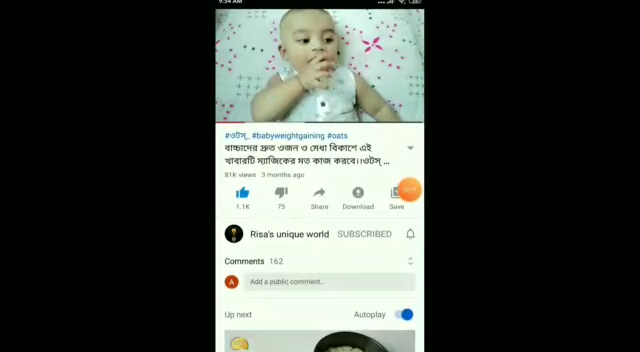 9:54 AM
#ওটস্_ #babyweightgaining #oats
বাচ্চাদের দ্রুত ওজন ও মেধা বিকাশে এই
খাবারটি ম্যাজিকের মত কাজ করবে।।ওটস্ ...
81K views 3 months ago
1.1K 75 Share Download Save
Risa's unique world SUBSCRIBED
Comments 162
A Add a public comment...
Up next Autoplay